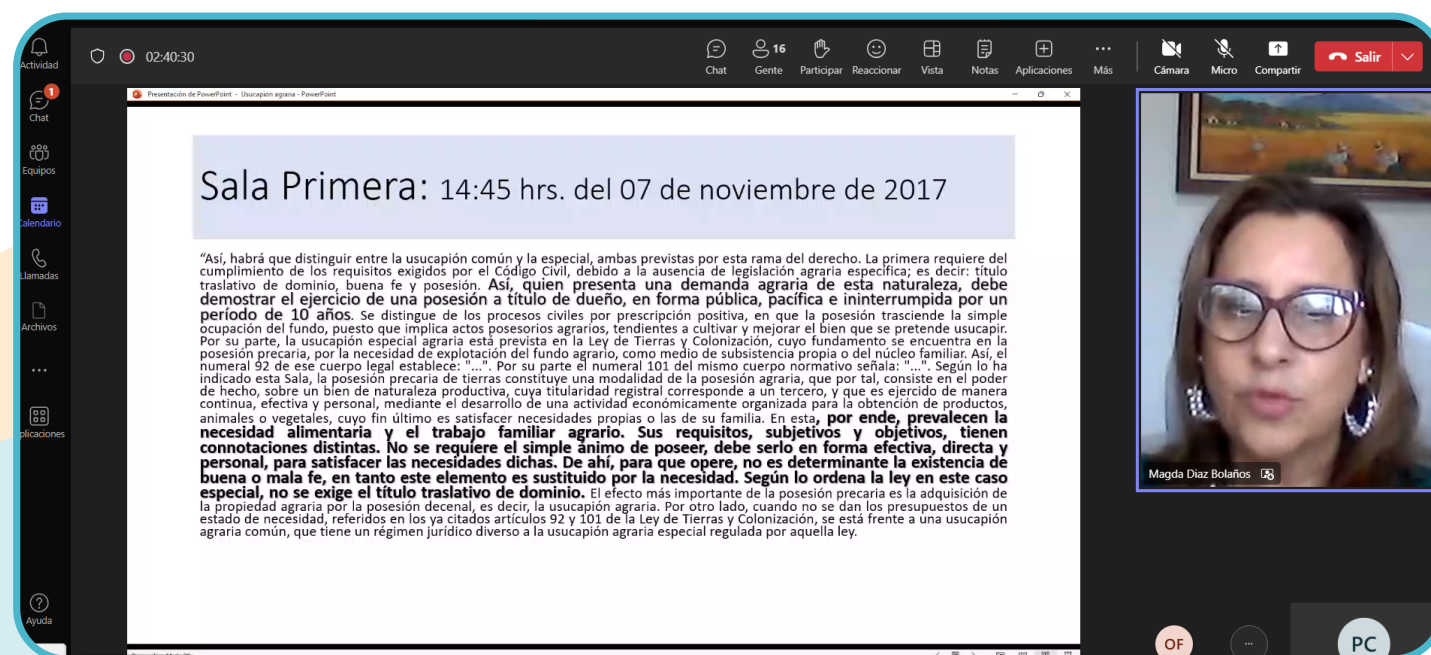 02:40:30
16
Chat
Gente
Participar
Reaccionar
Vista
Notas
Aplicaciones
Más
Cámara
Micro
Compartir
Salir
Actividad
1
Chat
Equipos
Calendario
Llamadas
Archivos
plicaciones
Ayuda
Presentación de PowerPoint - Usucapión agraria - PowerPoint
Sala Primera: 14:45 hrs. del 07 de noviembre de 2017
“Así, habrá que distinguir entre la usucapión común y la especial, ambas previstas por esta rama del derecho. La primera requiere del
cumplimiento de los requisitos exigidos por el Código Civil, debido a la ausencia de legislación agraria específica; es decir: título
traslativo de dominio, buena fe y posesión. Así, quien presenta una demanda agraria de esta naturaleza, debe
demostrar el ejercicio de una posesión a título de dueño, en forma pública, pacífica e ininterrumpida por un
período de 10 años. Se distingue de los procesos civiles por prescripción positiva, en que la posesión trasciende la simple
ocupación del fundo, puesto que implica actos posesorios agrarios, tendientes a cultivar y mejorar el bien que se pretende usucapir.
Por su parte, la usucapión especial agraria está prevista en la Ley de Tierras y Colonización, cuyo fundamento se encuentra en la
posesión precaria, por la necesidad de explotación del fundo agrario, como medio de subsistencia propia o del núcleo familiar. Así, el
numeral 92 de ese cuerpo legal establece: "...". Por su parte el numeral 101 del mismo cuerpo normativo señala: "...". Según lo ha
indicado esta Sala, la posesión precaria de tierras constituye una modalidad de la posesión agraria, que por tal, consiste en el poder
de hecho, sobre un bien de naturaleza productiva, cuya titularidad registral corresponde a un tercero, y que es ejercido de manera
continua, efectiva y personal, mediante el desarrollo de una actividad económicamente organizada para la obtención de productos,
animales o vegetales, cuyo fin último es satisfacer necesidades propias o las de su familia. En esta, por ende, prevalecen la
necesidad alimentaria y el trabajo familiar agrario. Sus requisitos, subjetivos y objetivos, tienen
connotaciones distintas. No se requiere el simple ánimo de poseer, debe serlo en forma efectiva, directa y
personal, para satisfacer las necesidades dichas. De ahí, para que opere, no es determinante la existencia de
buena o mala fe, en tanto este elemento es sustituido por la necesidad. Según lo ordena la ley en este caso
especial, no se exige el título traslativo de dominio. El efecto más importante de la posesión precaria es la adquisición de
la propiedad agraria por la posesión decenal, es decir, la usucapión agraria. Por otro lado, cuando no se dan los presupuestos de un
estado de necesidad, referidos en los ya citados artículos 92 y 101 de la Ley de Tierras y Colonización, se está frente a una usucapión
agraria común, que tiene un régimen jurídico diverso a la usucapión agraria especial regulada por aquella ley.
Magda Diaz Bolaños
OF
PC